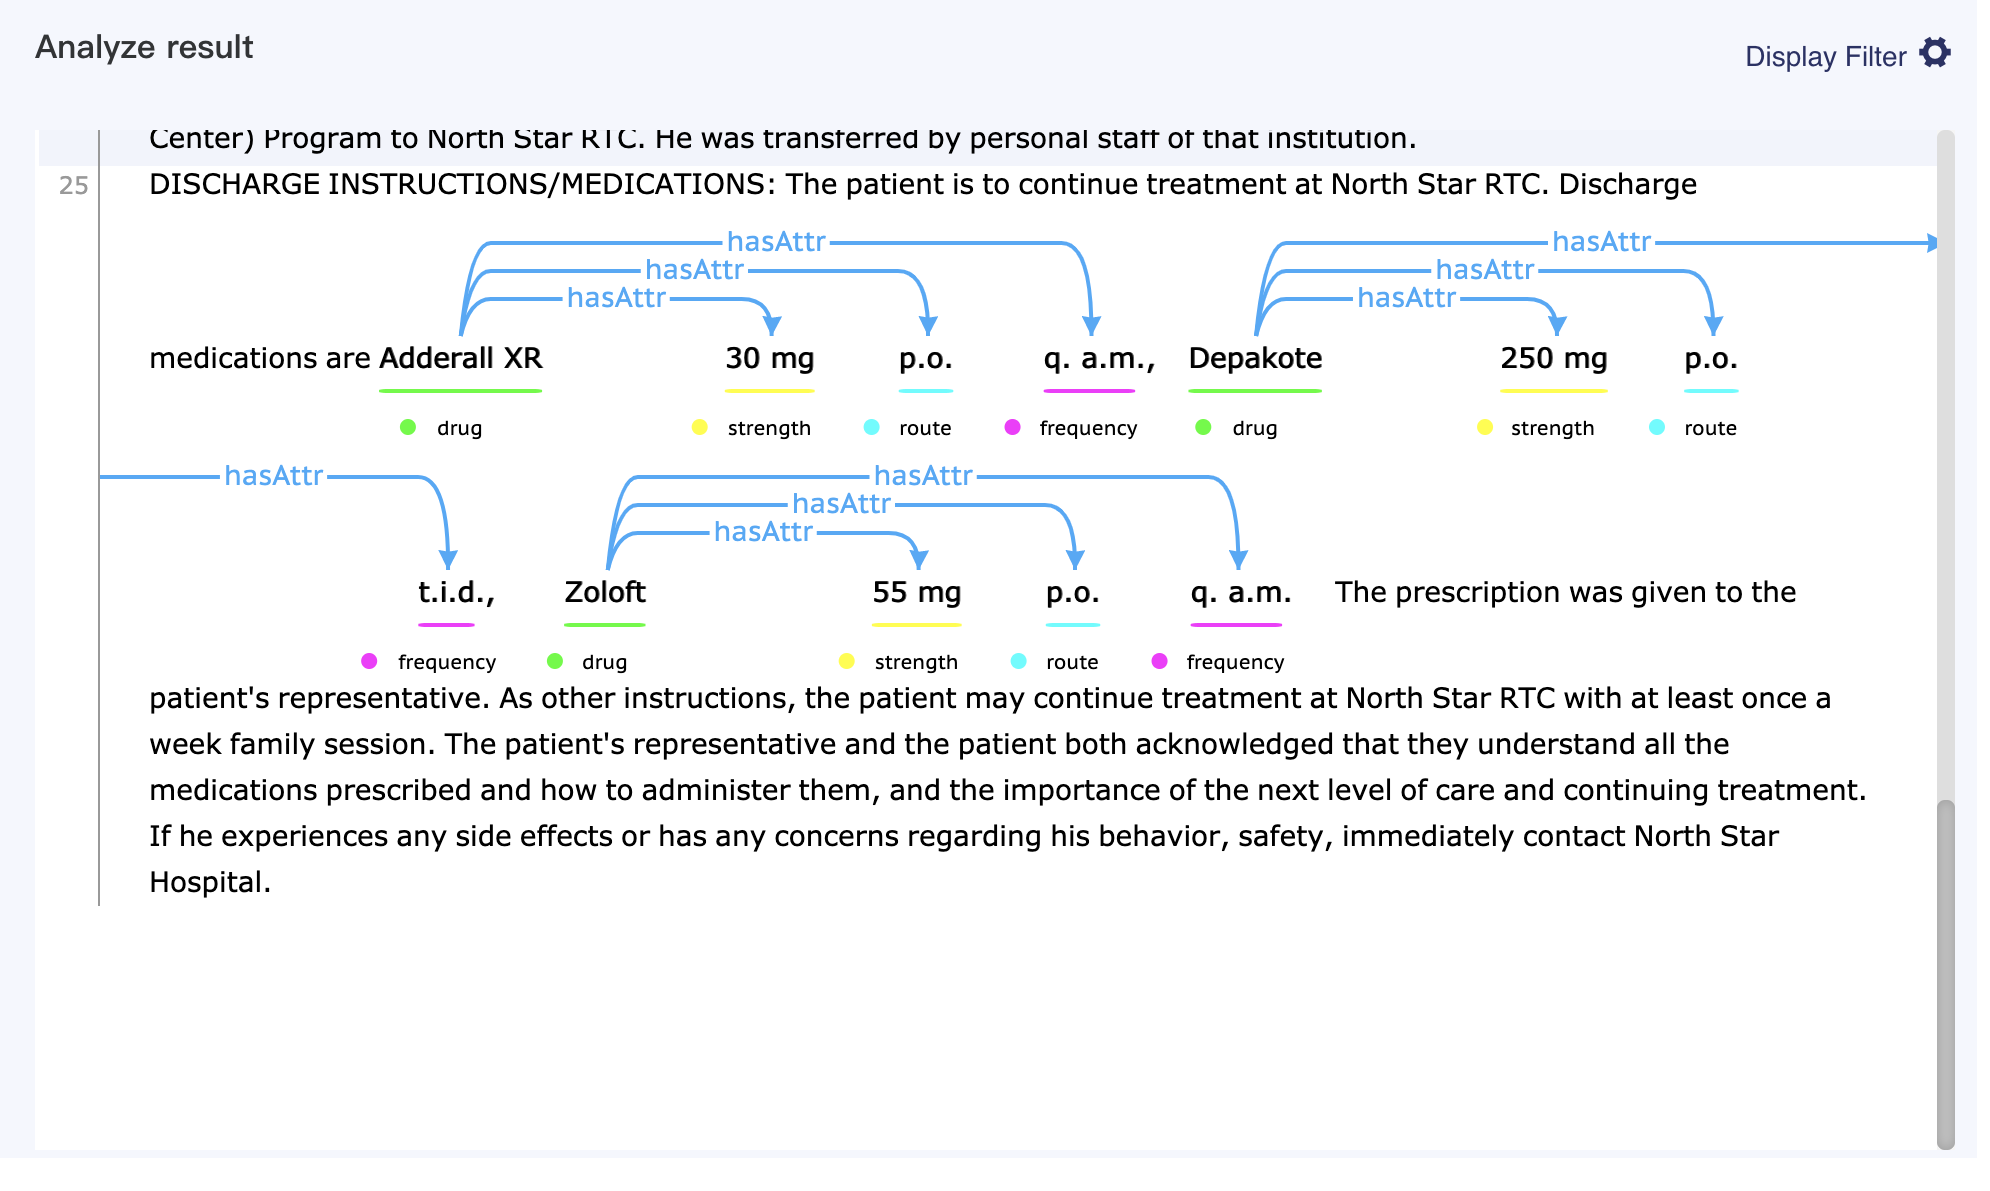 Analyze result
Display Filter
Center) Program to North Star RTC. He was transferred by personal staff of that institution.
25 DISCHARGE INSTRUCTIONS/MEDICATIONS: The patient is to continue treatment at North Star RTC. Discharge
hasAttr hasAttr
hasAttr hasAttr
hasAttr hasAttr
medications are Adderall XR 30 mg p.o. q. a.m., Depakote 250 mg p.o.
drug strength route frequency drug strength route
hasAttr hasAttr
hasAttr
hasAttr
t.i.d., Zoloft 55 mg p.o. q. a.m. The prescription was given to the
frequency drug strength route frequency
patient's representative. As other instructions, the patient may continue treatment at North Star RTC with at least once a
week family session. The patient's representative and the patient both acknowledged that they understand all the
medications prescribed and how to administer them, and the importance of the next level of care and continuing treatment.
If he experiences any side effects or has any concerns regarding his behavior, safety, immediately contact North Star
Hospital.